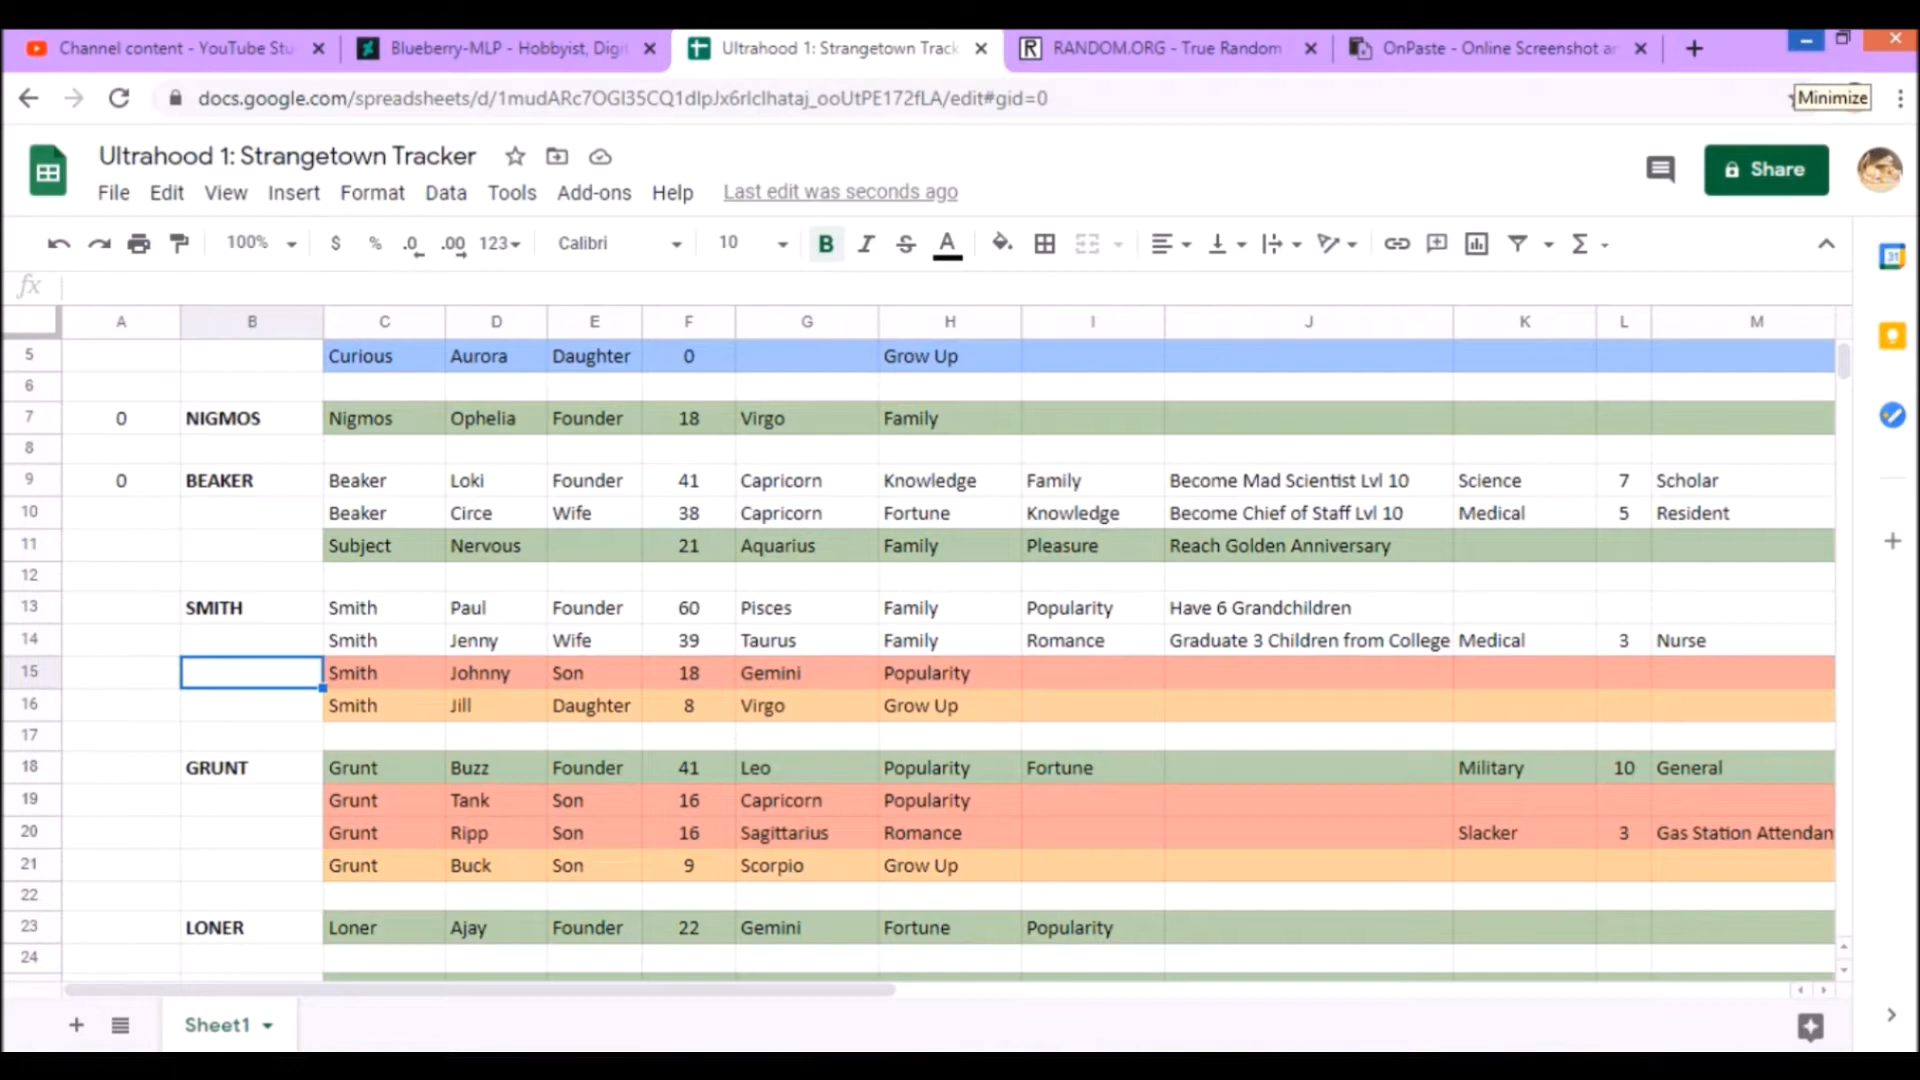 Channel content - YouTube Stu
Blueberry-MLP - Hobbyist, Digit
Ultrahood 1: Strangetown Track
RANDOM.ORG - True Random
OnPaste - Online Screenshot an
docs.google.com/spreadsheets/d/1mudARc7OGl35CQ1dlpJx6rlclhataj_ooUtPE172fLA/edit#gid=0
Minimize
Ultrahood 1: Strangetown Tracker
Share
File Edit View Insert Format Data Tools Add-ons Help Last edit was seconds ago
100% $ % .0 .00 123 Calibri 10 B I S A Σ
31
fx
A B C D E F G H I J K L M
5 Curious Aurora Daughter 0 Grow Up
6
7 0 NIGMOS Nigmos Ophelia Founder 18 Virgo Family
8
9 0 BEAKER Beaker Loki Founder 41 Capricorn Knowledge Family Become Mad Scientist Lvl 10 Science 7 Scholar
10 Beaker Circe Wife 38 Capricorn Fortune Knowledge Become Chief of Staff Lvl 10 Medical 5 Resident
11 Subject Nervous 21 Aquarius Family Pleasure Reach Golden Anniversary
12
13 SMITH Smith Paul Founder 60 Pisces Family Popularity Have 6 Grandchildren
14 Smith Jenny Wife 39 Taurus Family Romance Graduate 3 Children from College Medical 3 Nurse
15 Smith Johnny Son 18 Gemini Popularity
16 Smith Jill Daughter 8 Virgo Grow Up
17
18 GRUNT Grunt Buzz Founder 41 Leo Popularity Fortune Military 10 General
19 Grunt Tank Son 16 Capricorn Popularity
20 Grunt Ripp Son 16 Sagittarius Romance Slacker 3 Gas Station Attendan
21 Grunt Buck Son 9 Scorpio Grow Up
22
23 LONER Loner Ajay Founder 22 Gemini Fortune Popularity
24
Sheet1